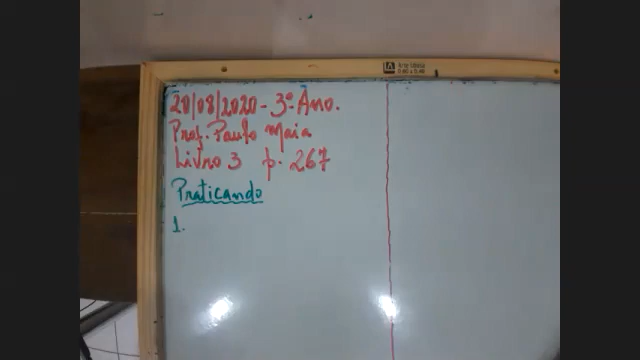 20/08/2020 - 3º Ano.
Prof. Paulo Maia
Livro 3 p. 267
Praticando
1.